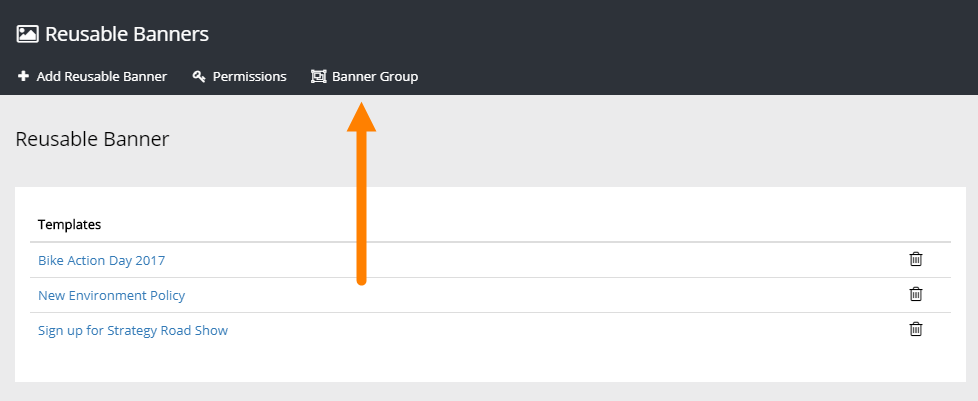 Reusable Banners
Add Reusable Banner Permissions Banner Group
Reusable Banner
Templates
Bike Action Day 2017
New Environment Policy
Sign up for Strategy Road Show